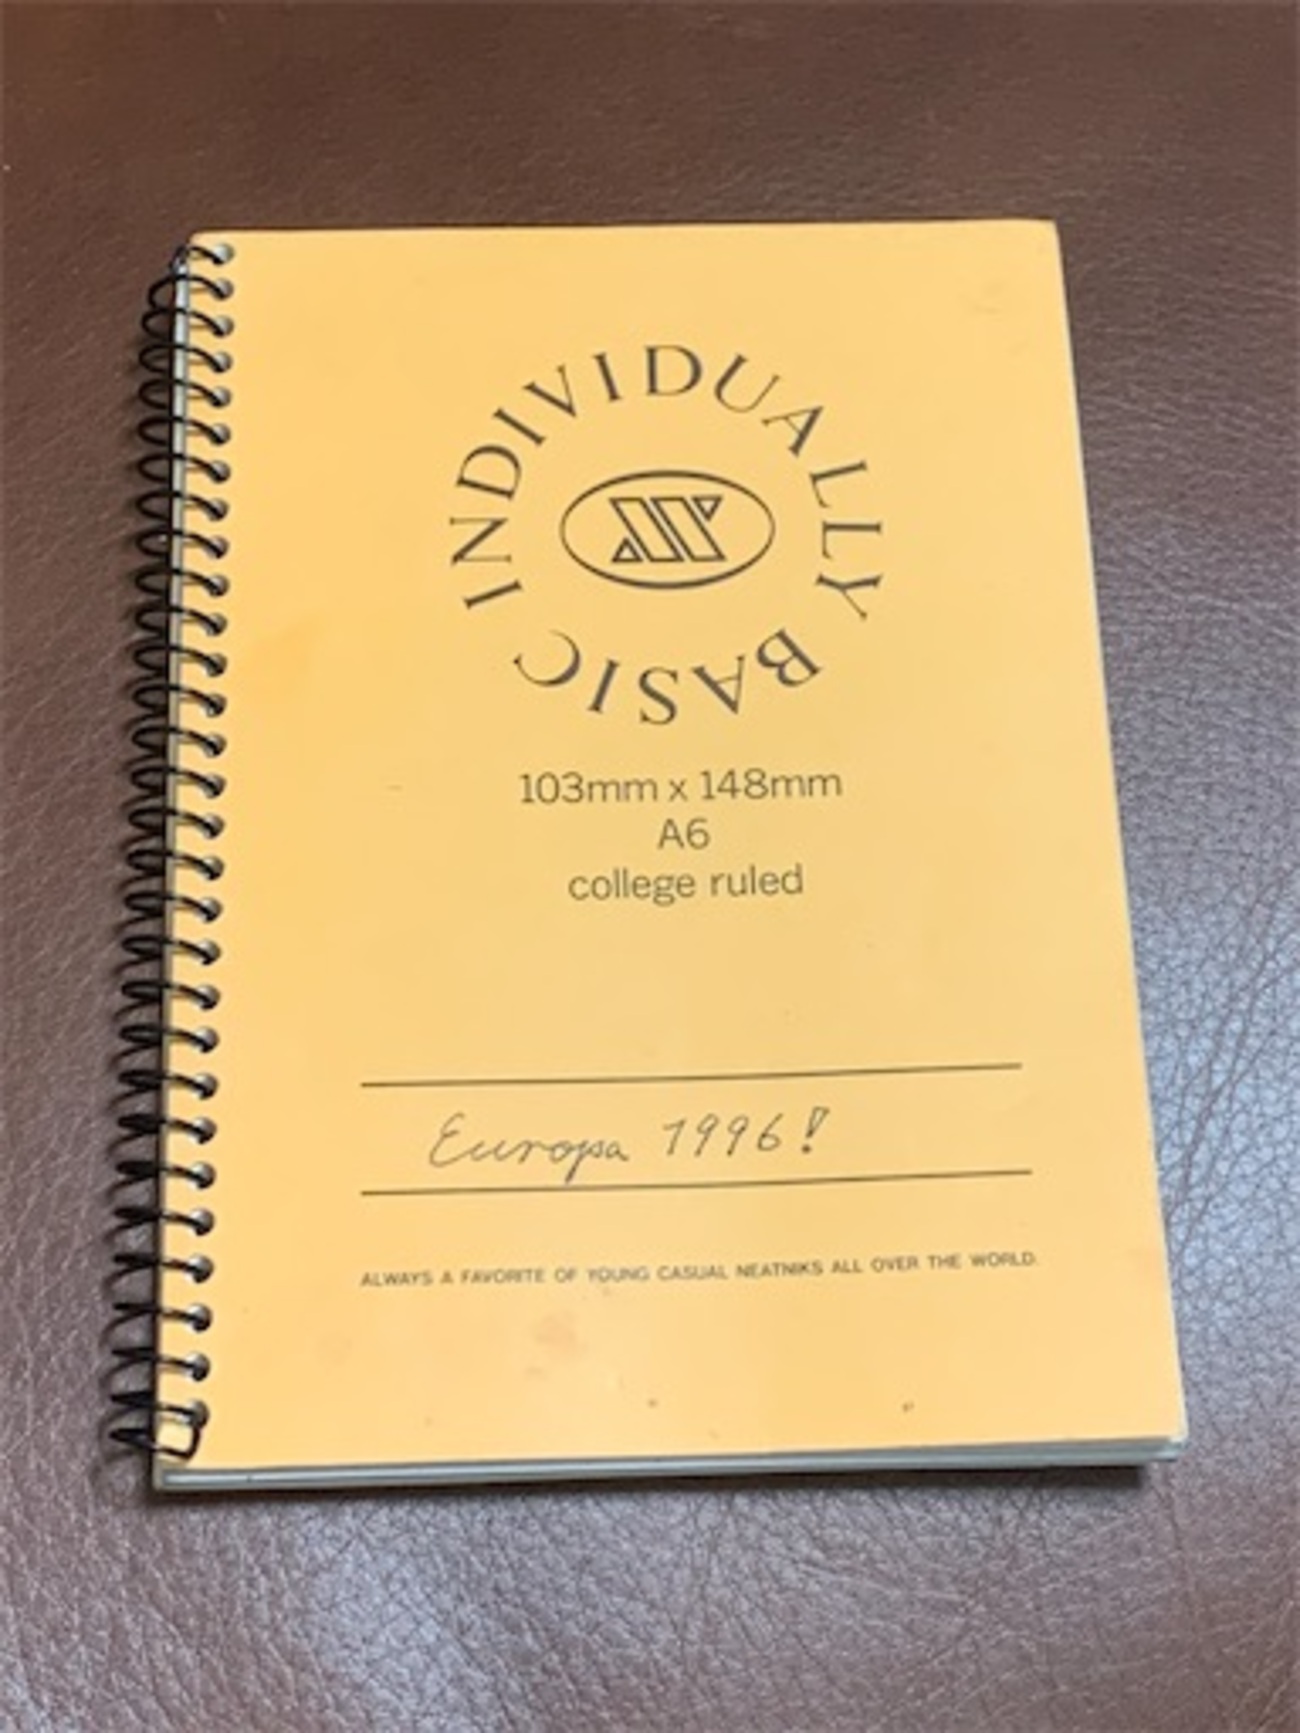 INDIVIDUALLY BASIC
103mm x 148mm
A6
college ruled
Europa 1996!
ALWAYS A FAVORITE OF YOUNG CASUAL NEATNIKS ALL OVER THE WORLD.